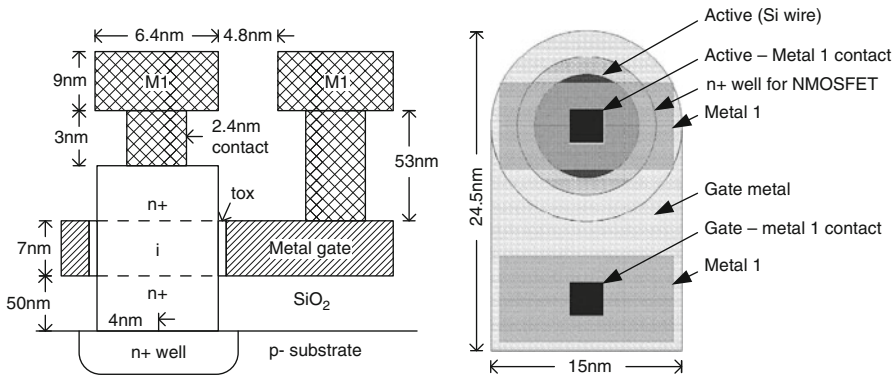 6.4nm
4.8nm
9nm
M1
M1
3nm
2.4nm
contact
53nm
n+
tox
7nm
i
Metal gate
50nm
n+
SiO₂
4nm
n+ well
p- substrate
Active (Si wire)
Active – Metal 1 contact
n+ well for NMOSFET
Metal 1
24.5nm
Gate metal
Gate – metal 1 contact
Metal 1
15nm